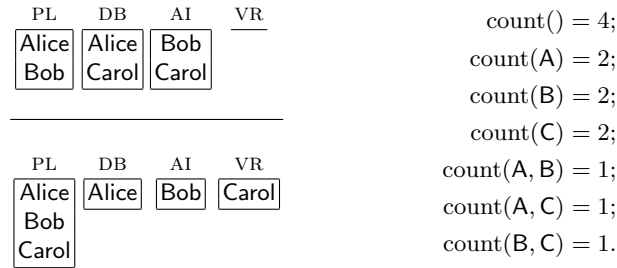 PL DB AI VR
Alice Alice Bob
Bob Carol Carol
PL DB AI VR
Alice Alice Bob Carol
Bob
Carol
count() = 4;
count(A) = 2;
count(B) = 2;
count(C) = 2;
count(A, B) = 1;
count(A, C) = 1;
count(B, C) = 1.